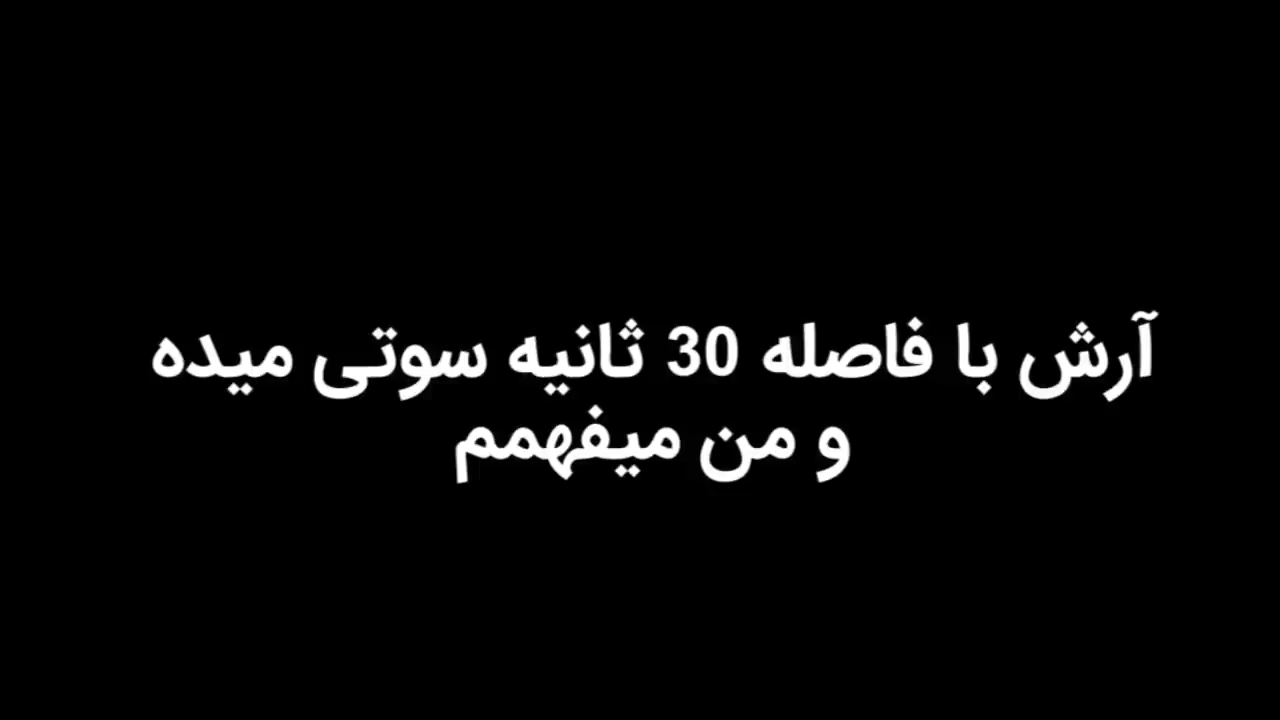 آرش با فاصله 30 ثانیه سوتی میده
و من میفهمم